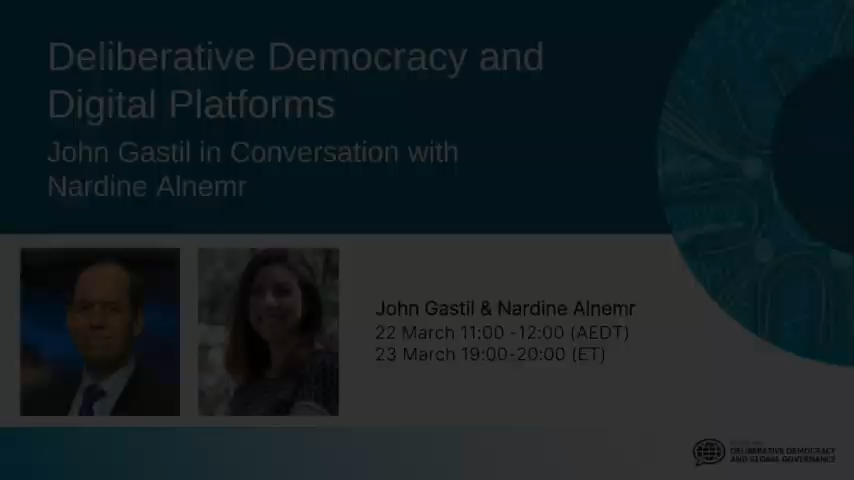 Deliberative Democracy and
Digital Platforms
John Gastil in Conversation with
Nardine Alnemr
John Gastil & Nardine Alnemr
22 March 11:00 -12:00 (AEDT)
23 March 19:00-20:00 (ET)
DELIBERATIVE DEMOCRACY
AND GLOBAL GOVERNANCE